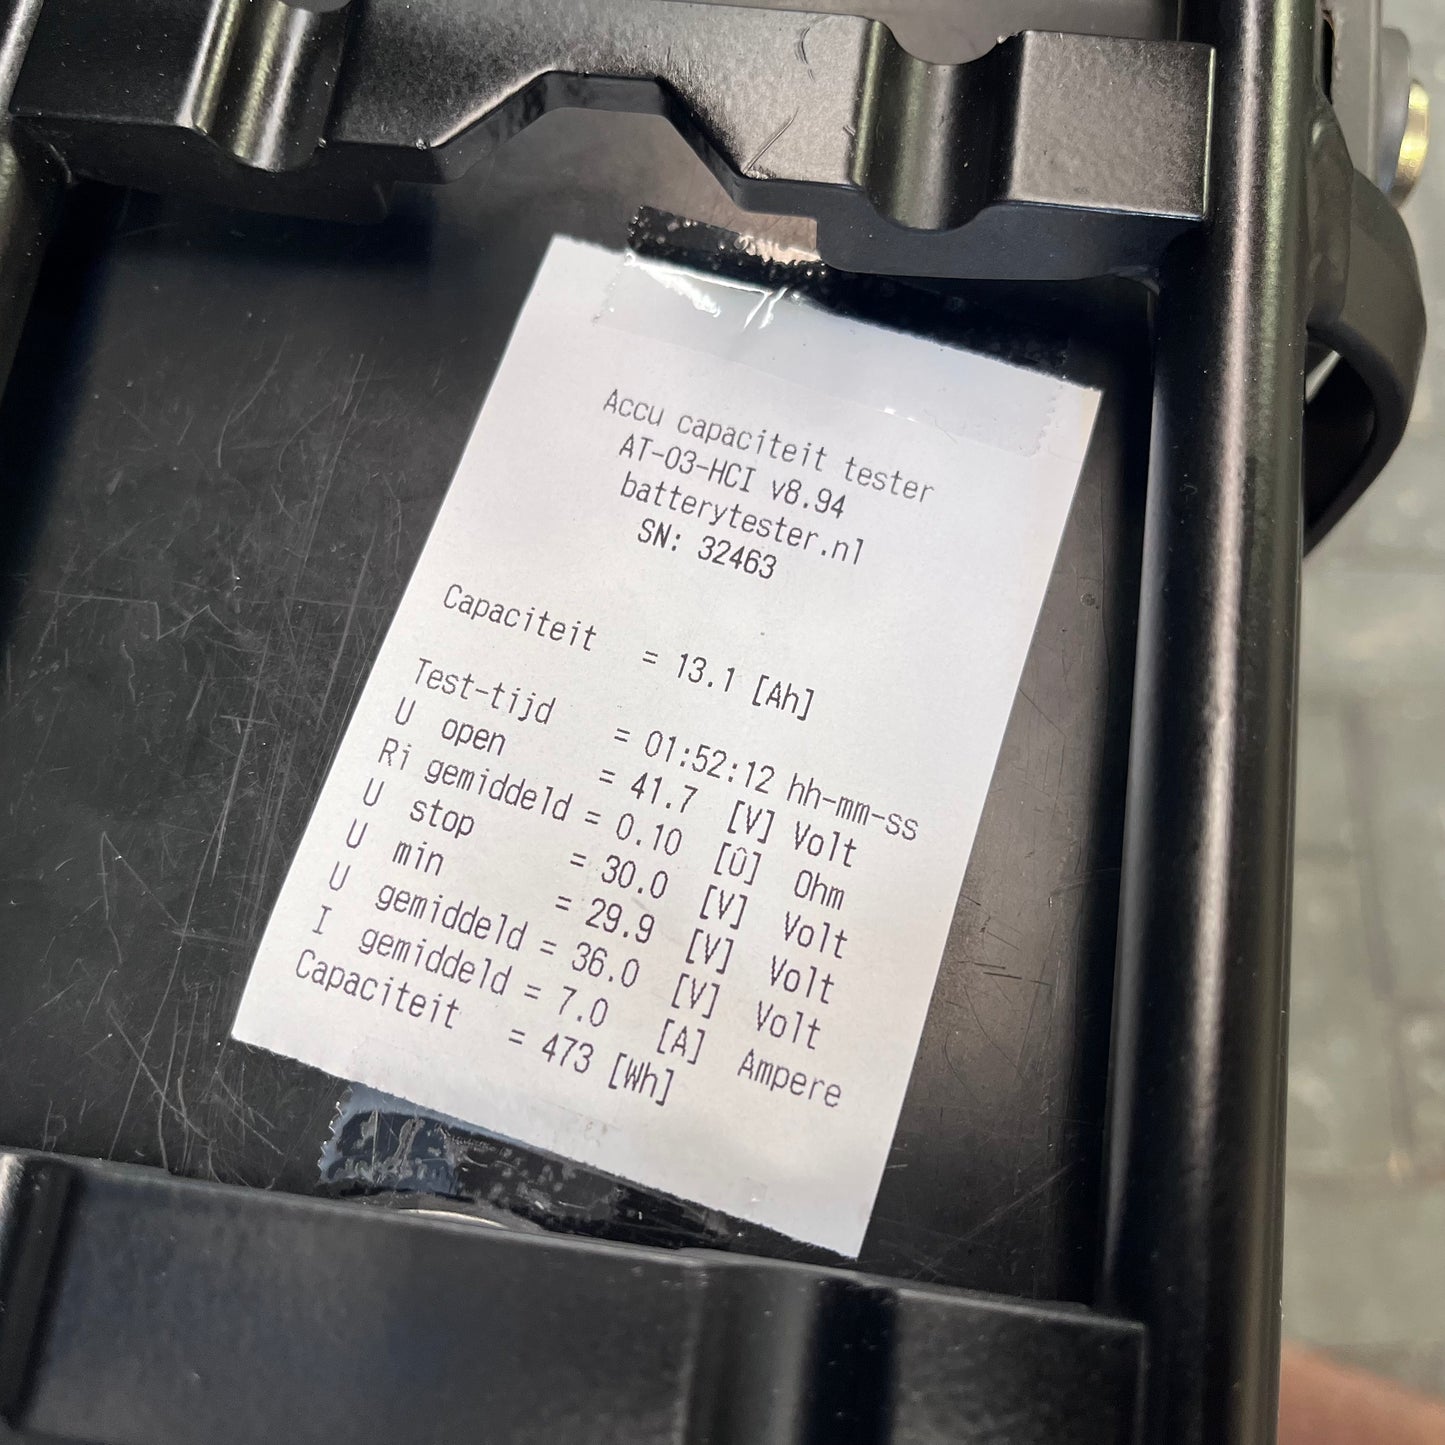 Accu capaciteit tester
AT-03-HCI v8.94
batterytester.nl
SN: 32463
Capaciteit = 13.1 [Ah]
Test-tijd = 01:52:12 hh-mm-ss
U open = 41.7 [V] Volt
Ri gemiddeld = 0.10 [Û] Ohm
U stop = 30.0 [V] Volt
U min = 29.9 [V] Volt
U gemiddeld = 36.0 [V] Volt
I gemiddeld = 7.0 [A] Ampere
Capaciteit = 473 [Wh]